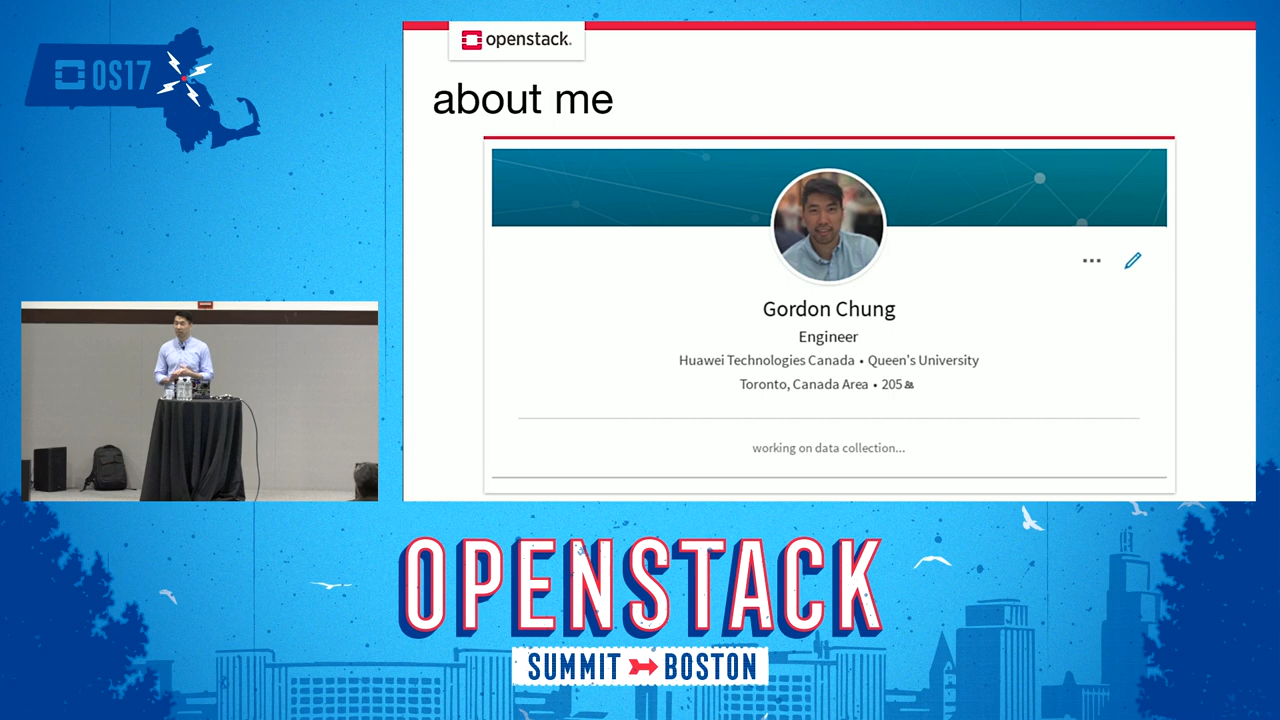 OS17
openstack.
about me
Gordon Chung
Engineer
Huawei Technologies Canada • Queen's University
Toronto, Canada Area • 205
working on data collection...
OPENSTACK
SUMMIT BOSTON